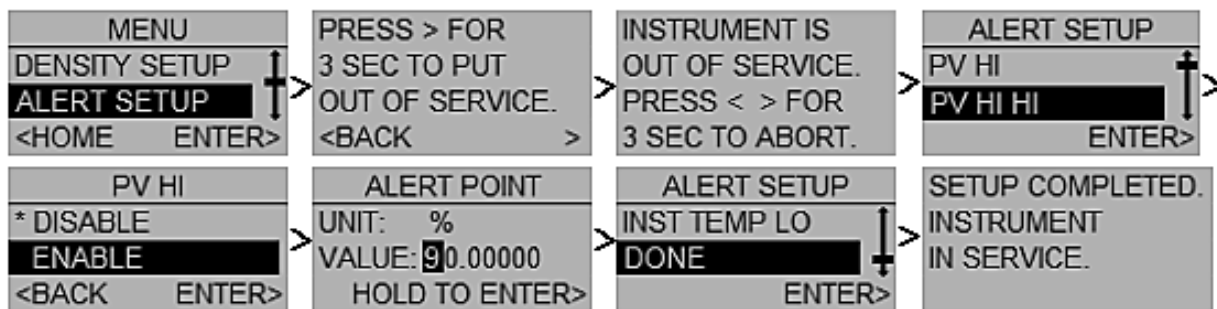 MENU
DENSITY SETUP
ALERT SETUP
<HOME ENTER>
PRESS > FOR
3 SEC TO PUT
OUT OF SERVICE.
<BACK >
INSTRUMENT IS
OUT OF SERVICE.
PRESS < > FOR
3 SEC TO ABORT.
ALERT SETUP
PV HI
PV HI HI
ENTER>
PV HI
* DISABLE
ENABLE
<BACK ENTER>
ALERT POINT
UNIT: %
VALUE: 90.00000
HOLD TO ENTER>
ALERT SETUP
INST TEMP LO
DONE
ENTER>
SETUP COMPLETED.
INSTRUMENT
IN SERVICE.